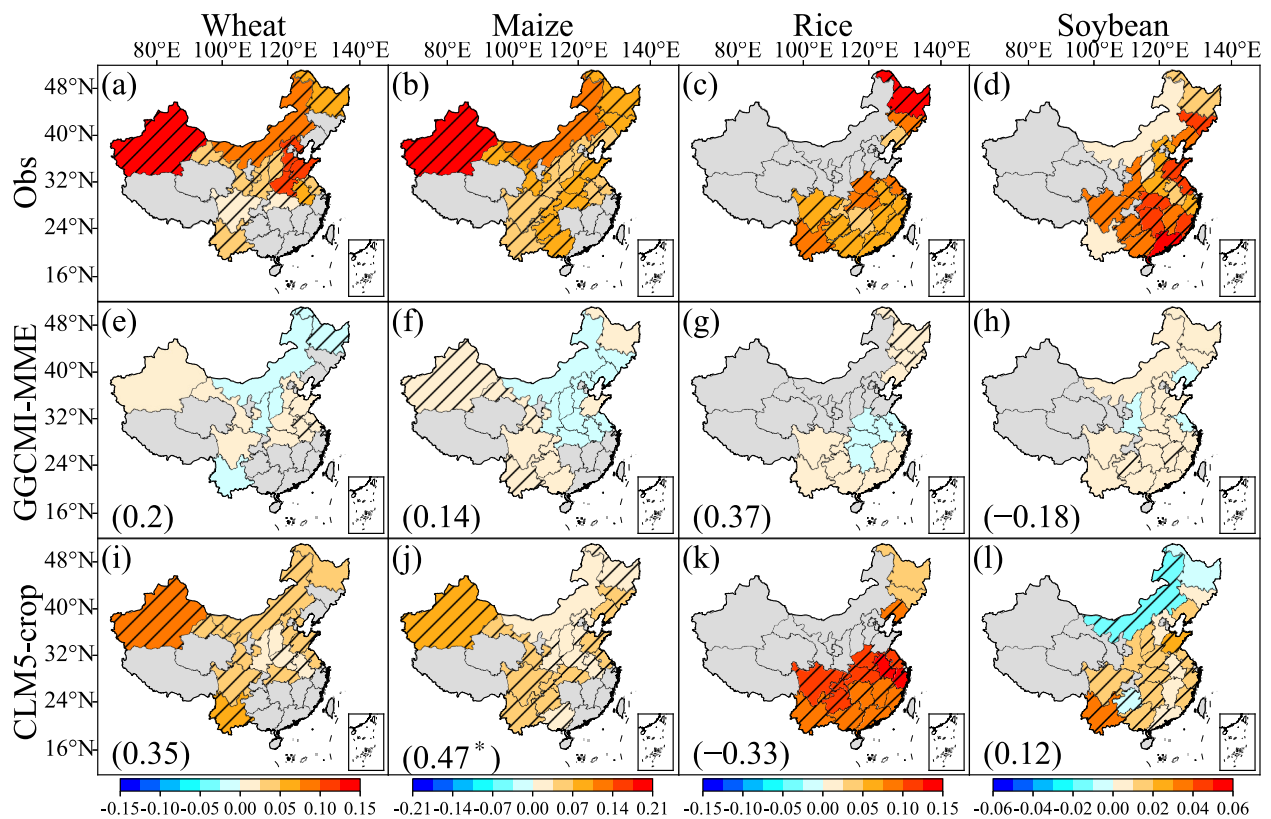 Wheat Maize Rice Soybean
80°E 100°E 120°E 140°E 80°E 100°E 120°E 140°E 80°E 100°E 120°E 140°E 80°E 100°E 120°E 140°E
Obs
48°N
40°N
32°N
24°N
16°N
(a) (b) (c) (d)
GGCMI-MME
48°N
40°N
32°N
24°N
16°N
(e) (f) (g) (h)
(0.2) (0.14) (0.37) (−0.18)
CLM5-crop
48°N
40°N
32°N
24°N
16°N
(i) (j) (k) (l)
(0.35) (0.47*) (−0.33) (0.12)
-0.15 -0.10 -0.05 0.00 0.05 0.10 0.15 -0.21 -0.14 -0.07 0.00 0.07 0.14 0.21 -0.15 -0.10 -0.05 0.00 0.05 0.10 0.15 -0.06 -0.04 -0.02 0.00 0.02 0.04 0.06